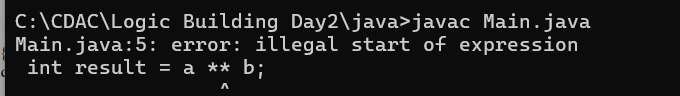 C:\CDAC\Logic Building Day2\java>javac Main.java
Main.java:5: error: illegal start of expression
int result = a ** b;
^